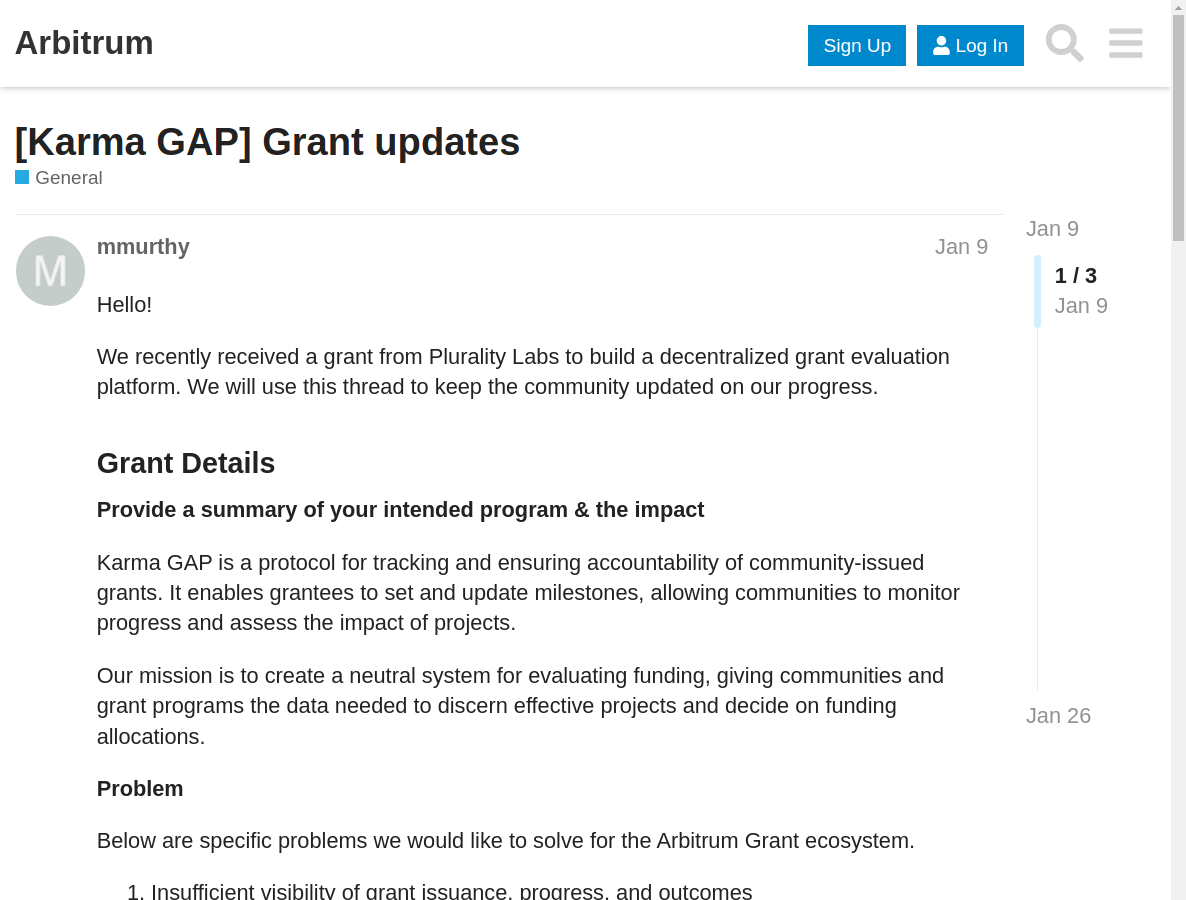 Arbitrum
Sign Up
Log In
[Karma GAP] Grant updates
General
M
mmurthy
Jan 9
Hello!
We recently received a grant from Plurality Labs to build a decentralized grant evaluation
platform. We will use this thread to keep the community updated on our progress.
Grant Details
Provide a summary of your intended program & the impact
Karma GAP is a protocol for tracking and ensuring accountability of community-issued
grants. It enables grantees to set and update milestones, allowing communities to monitor
progress and assess the impact of projects.
Our mission is to create a neutral system for evaluating funding, giving communities and
grant programs the data needed to discern effective projects and decide on funding
allocations.
Problem
Below are specific problems we would like to solve for the Arbitrum Grant ecosystem.
1. Insufficient visibility of grant issuance, progress, and outcomes
Jan 9
1 / 3
Jan 9
Jan 26